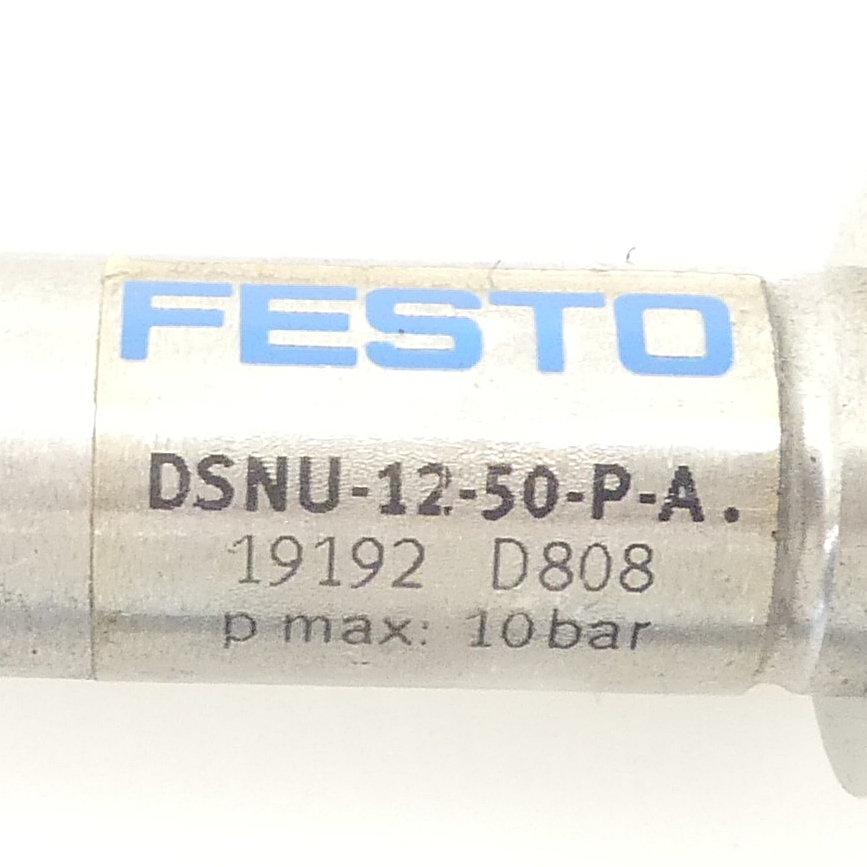 FESTO
DSNU-12-50-P-A.
19192 D808
p max: 10bar